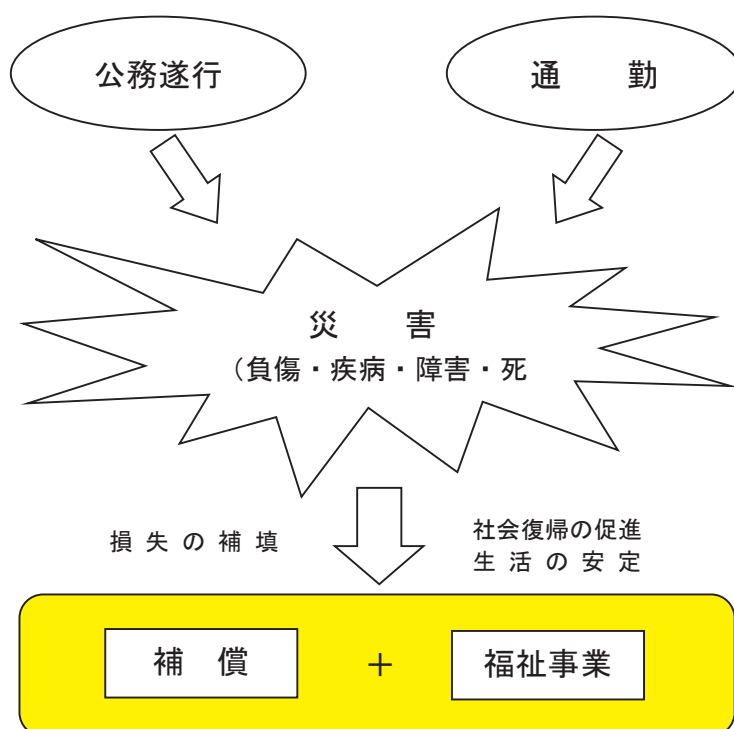 公務遂行
通　　勤
災　　害
（負傷・疾病・障害・死
損失の補填
社会復帰の促進
生活の安定
補　償
＋
福祉事業